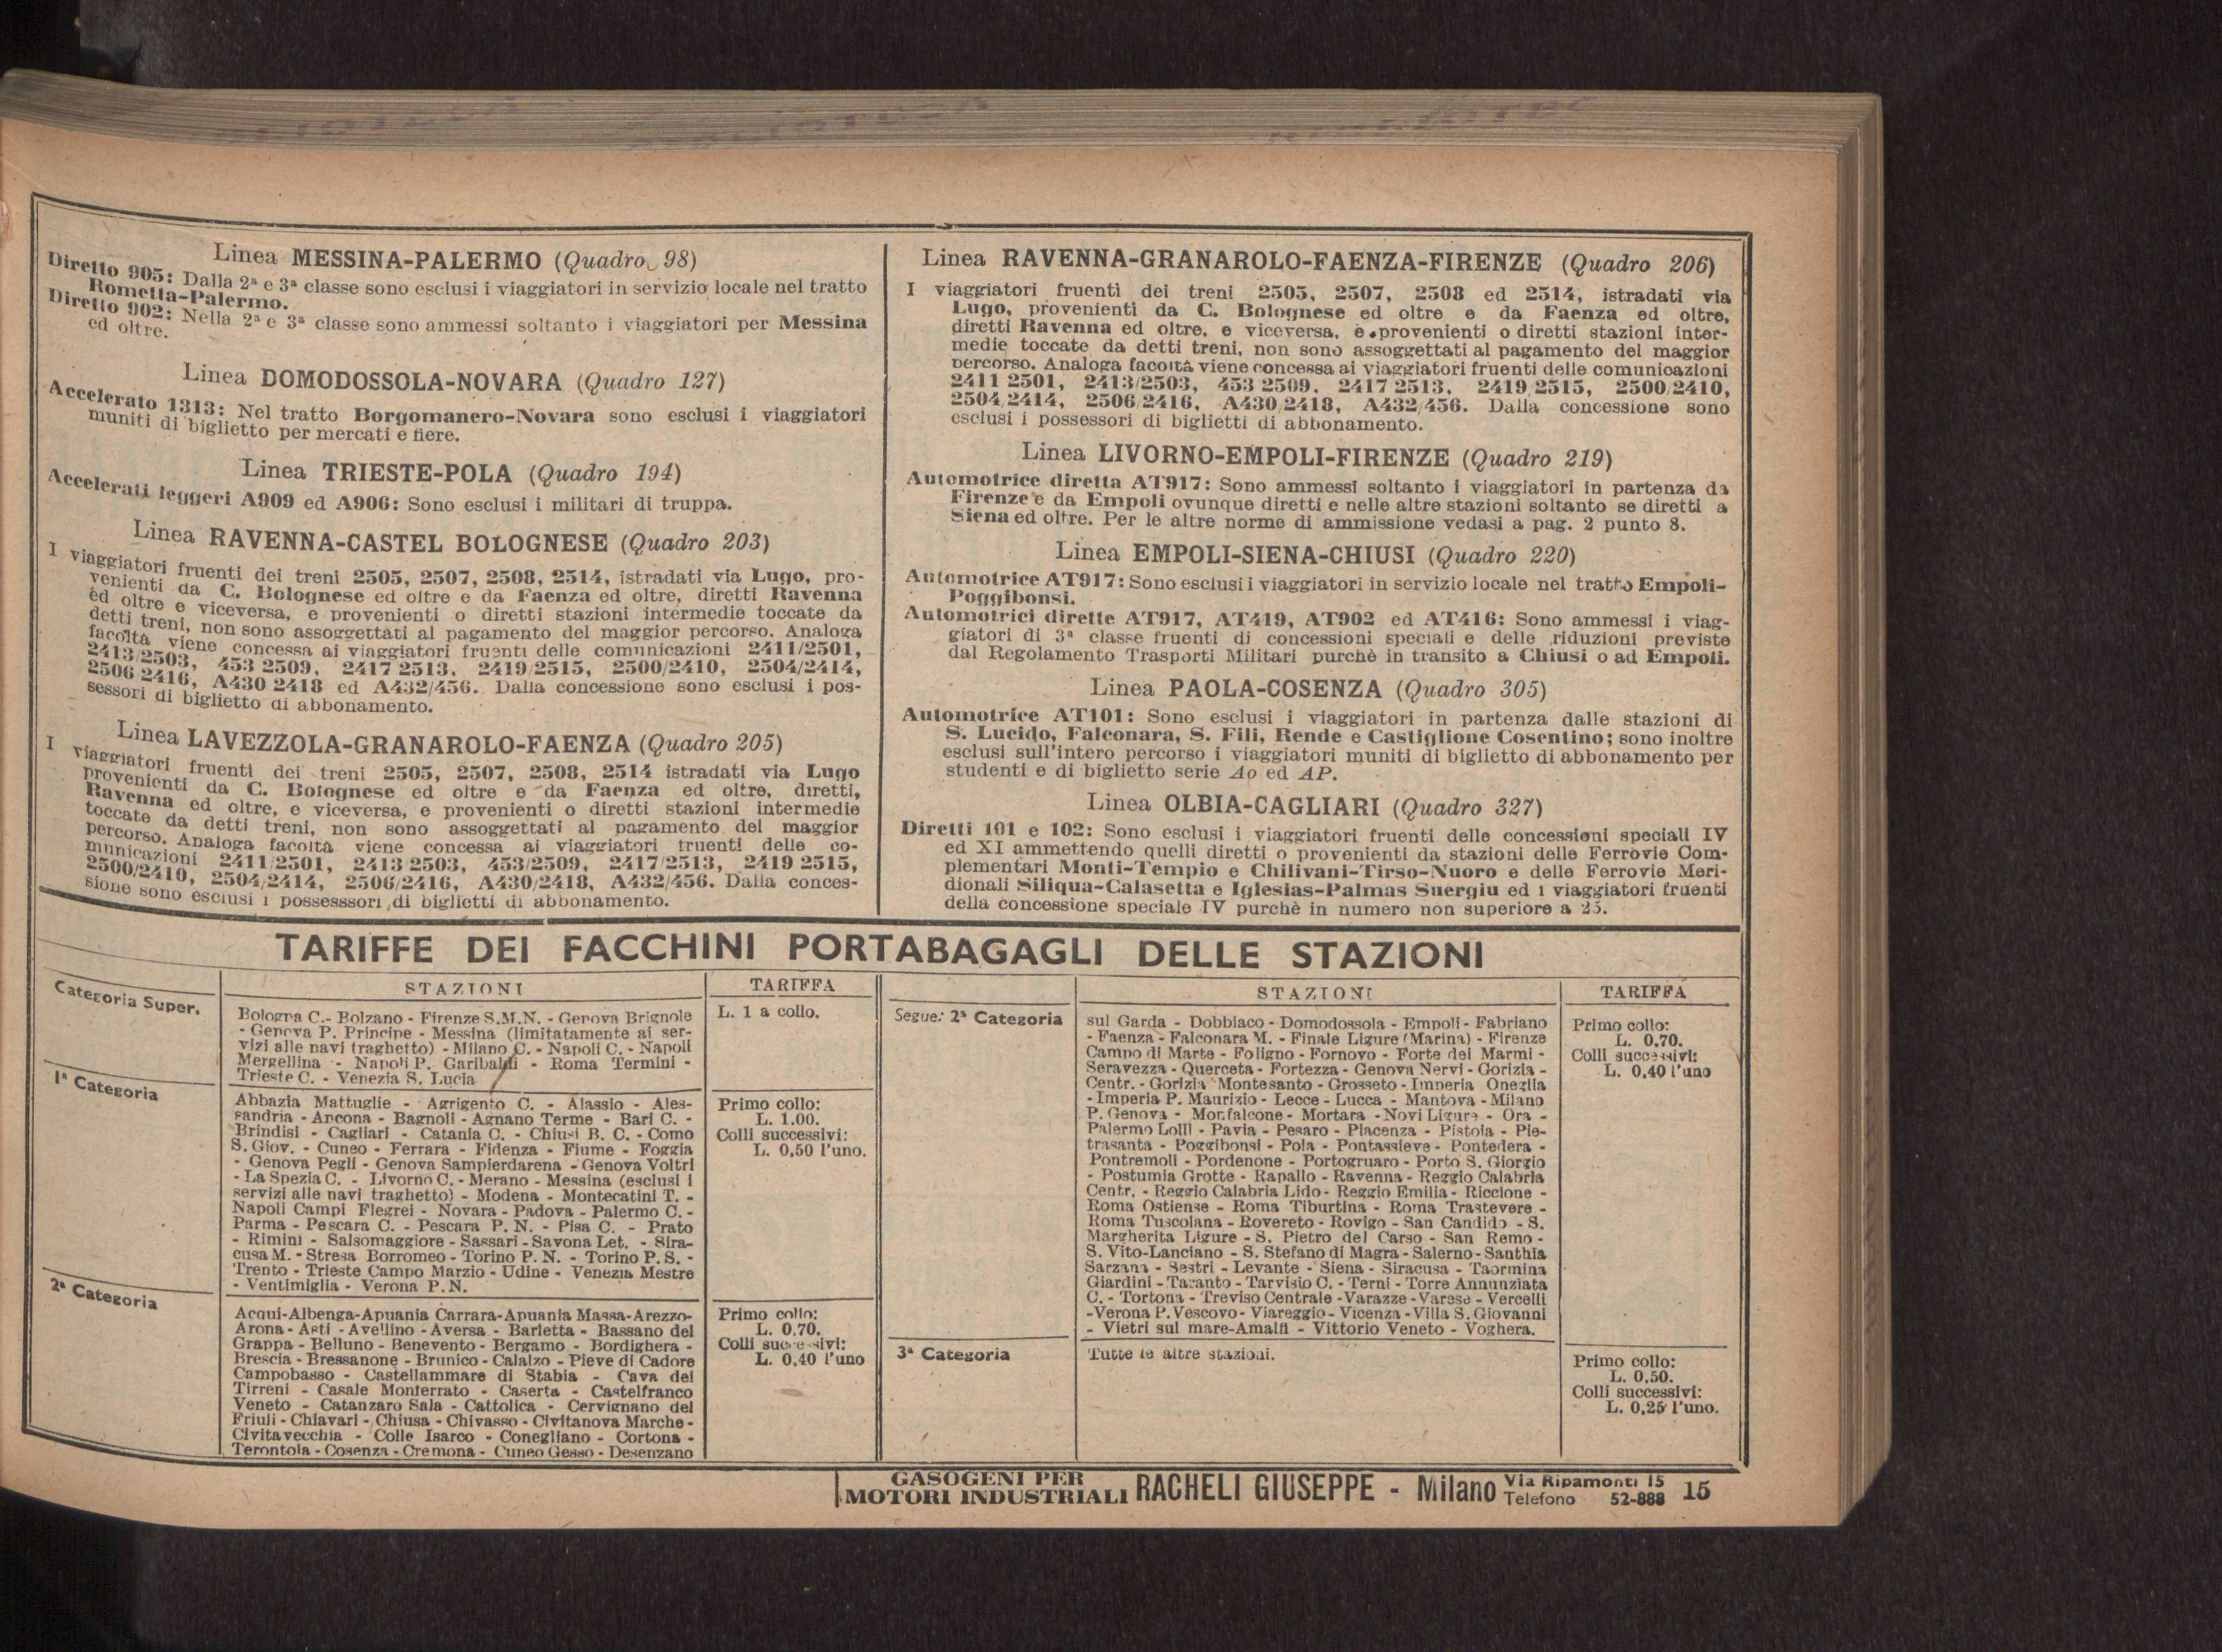 Linea MESSINA-PALERMO (Quadro 98)
Diretto 905: Dalla 2ª e 3ª classe sono esclusi i viaggiatori in servizio locale nel tratto
Rometta-Palermo.
Diretto 902: Nella 2ª e 3ª classe sono ammessi soltanto i viaggiatori per Messina
ed oltre.
Linea DOMODOSSOLA-NOVARA (Quadro 127)
Accelerato 1313: Nel tratto Borgomanero-Novara sono esclusi i viaggiatori
muniti di biglietto per mercati e fiere.
Linea TRIESTE-POLA (Quadro 194)
Accelerati leggeri A909 ed A906: Sono esclusi i militari di truppa.
Linea RAVENNA-CASTEL BOLOGNESE (Quadro 203)
I viaggiatori fruenti dei treni 2505, 2507, 2508, 2514, istradati via Lugo, pro-
venienti da C. Bolognese ed oltre e da Faenza ed oltre, diretti Ravenna
ed oltre e viceversa, e provenienti o diretti stazioni intermedie toccate da
detti treni, non sono assoggettati al pagamento del maggior percorso. Analoga
facoltà viene concessa ai viaggiatori fruenti delle comunicazioni 2411/2501,
2413/2503, 453 2509, 2417 2513, 2419/2515, 2500/2410, 2504/2414,
2506 2416, A430 2418 ed A432/456. Dalla concessione sono esclusi i pos-
sessori di biglietto di abbonamento.
Linea LAVEZZOLA-GRANAROLO-FAENZA (Quadro 205)
I viaggiatori fruenti dei treni 2505, 2507, 2508, 2514 istradati via Lugo
provenienti da C. Bolognese ed oltre e da Faenza ed oltre, diretti,
Ravenna ed oltre, e viceversa, e provenienti o diretti stazioni intermedie
toccate da detti treni, non sono assoggettati al pagamento del maggior
percorso. Analoga facoltà viene concessa ai viaggiatori fruenti delle co-
municazioni 2411/2501, 2413 2503, 453/2509, 2417/2513, 2419 2515,
2500/2410, 2504/2414, 2506/2416, A430/2418, A432/456. Dalla conces-
sione sono esclusi i possesssori di biglietti di abbonamento.
Linea RAVENNA-GRANAROLO-FAENZA-FIRENZE (Quadro 206)
I viaggiatori fruenti dei treni 2505, 2507, 2508 ed 2514, istradati via
Lugo, provenienti da C. Bolognese ed oltre e da Faenza ed oltre,
diretti Ravenna ed oltre, e viceversa, e provenienti o diretti stazioni inter-
medie toccate da detti treni, non sono assoggettati al pagamento del maggior
percorso. Analoga facoltà viene concessa ai viaggiatori fruenti delle comunicazioni
2411 2501, 2413/2503, 453 2509, 2417 2513, 2419/2515, 2500/2410,
2504/2414, 2506/2416, A430/2418, A432/456. Dalla concessione sono
esclusi i possessori di biglietti di abbonamento.
Linea LIVORNO-EMPOLI-FIRENZE (Quadro 219)
Automotrice diretta AT917: Sono ammessi soltanto i viaggiatori in partenza da
Firenze e da Empoli ovunque diretti e nelle altre stazioni soltanto se diretti a
Siena ed oltre. Per le altre norme di ammissione vedasi a pag. 2 punto 8.
Linea EMPOLI-SIENA-CHIUSI (Quadro 220)
Automotrice AT917: Sono esclusi i viaggiatori in servizio locale nel tratto Empoli-
Poggibonsi.
Automotrici dirette AT917, AT419, AT902 ed AT416: Sono ammessi i viag-
giatori di 3ª classe fruenti di concessioni speciali e delle riduzioni previste
dal Regolamento Trasporti Militari purchè in transito a Chiusi o ad Empoli.
Linea PAOLA-COSENZA (Quadro 305)
Automotrice AT101: Sono esclusi i viaggiatori in partenza dalle stazioni di
S. Lucido, Falconara, S. Fili, Rende e Castiglione Cosentino; sono inoltre
esclusi sull'intero percorso i viaggiatori muniti di biglietto di abbonamento per
studenti e di biglietto serie Ao ed AP.
Linea OLBIA-CAGLIARI (Quadro 327)
Diretti 101 e 102: Sono esclusi i viaggiatori fruenti delle concessioni speciali IV
ed XI ammettendo quelli diretti o provenienti da stazioni delle Ferrovie Com-
plementari Monti-Tempio e Chilivani-Tirso-Nuoro e delle Ferrovie Meri-
dionali Siliqua-Calasetta e Iglesias-Palmas Suergiu ed i viaggiatori fruenti
della concessione speciale IV purchè in numero non superiore a 25.
TARIFFE DEI FACCHINI PORTABAGAGLI DELLE STAZIONI
STAZIONI
TARIFFA
Categoria Super.
Bologna C.- Bolzano - Firenze S.M.N. - Genova Brignole
- Genova P. Principe - Messina (limitatamente ai ser-
vizi alle navi traghetto) - Milano C. - Napoli C. - Napoli
Mergellina - Napoli P. Garibaldi - Roma Termini -
Trieste C. - Venezia S. Lucia
L. 1 a collo.
1ª Categoria
Abbazia Mattuglie - Agrigento C. - Alassio - Ales-
sandria - Ancona - Bagnoli - Agnano Terme - Bari C. -
Brindisi - Cagliari - Catania C. - Chiusi B. C. - Como
S. Giov. - Cuneo - Ferrara - Fidenza - Fiume - Foggia
- Genova Pegli - Genova Sampierdarena - Genova Voltri
- La Spezia C. - Livorno C. - Merano - Messina (esclusi i
servizi alle navi traghetto) - Modena - Montecatini T. -
Napoli Campi Flegrei - Novara - Padova - Palermo C. -
Parma - Pescara C. - Pescara P. N. - Pisa C. - Prato
- Rimini - Salsomaggiore - Sassari - Savona Let. - Sira-
cusa M. - Stresa Borromeo - Torino P. N. - Torino P. S. -
Trento - Trieste Campo Marzio - Udine - Venezia Mestre
- Ventimiglia - Verona P.N.
Primo collo:
L. 1.00.
Colli successivi:
L. 0,50 l'uno.
2ª Categoria
Acqui-Albenga-Apuania Carrara-Apuania Massa-Arezzo-
Arona - Asti - Avellino - Aversa - Barletta - Bassano del
Grappa - Belluno - Benevento - Bergamo - Bordighera -
Brescia - Bressanone - Brunico - Calalzo - Pieve di Cadore
Campobasso - Castellammare di Stabia - Cava dei
Tirreni - Casale Monferrato - Caserta - Castelfranco
Veneto - Catanzaro Sala - Cattolica - Cervignano del
Friuli - Chiavari - Chiusa - Chivasso - Civitanova Marche -
Civitavecchia - Colle Isarco - Conegliano - Cortona -
Terontola - Cosenza - Cremona - Cuneo Gesso - Desenzano
Primo collo:
L. 0.70.
Colli successivi:
L. 0,40 l'uno
STAZIONI
TARIFFA
Segue: 2ª Categoria
sul Garda - Dobbiaco - Domodossola - Empoli - Fabriano
- Faenza - Falconara M. - Finale Ligure (Marina) - Firenze
Campo di Marte - Foligno - Fornovo - Forte dei Marmi -
Seravezza - Querceta - Fortezza - Genova Nervi - Gorizia -
Centr. - Gorizia Montesanto - Grosseto - Imperia Oneglia
- Imperia P. Maurizio - Lecce - Lucca - Mantova - Milano
P. Genova - Monfalcone - Mortara - Novi Ligure - Ora -
Palermo Lolli - Pavia - Pesaro - Piacenza - Pistoia - Pie-
trasanta - Poggibonsi - Pola - Pontassieve - Pontedera -
Pontremoli - Pordenone - Portogruaro - Porto S. Giorgio
- Postumia Grotte - Rapallo - Ravenna - Reggio Calabria
Centr. - Reggio Calabria Lido - Reggio Emilia - Riccione -
Roma Ostiense - Roma Tiburtina - Roma Trastevere -
Roma Tuscolana - Rovereto - Rovigo - San Candido - S.
Margherita Ligure - S. Pietro del Carso - San Remo -
S. Vito-Lanciano - S. Stefano di Magra - Salerno - Santhia
Sarzana - Sestri - Levante - Siena - Siracusa - Taormina
Giardini - Taranto - Tarvisio C. - Terni - Torre Annunziata
C. - Tortona - Treviso Centrale - Varazze - Varese - Vercelli
-Verona P. Vescovo - Viareggio - Vicenza - Villa S. Giovanni
- Vietri sul mare-Amalfi - Vittorio Veneto - Voghera.
Primo collo:
L. 0,70.
Colli successivi:
L. 0,40 l'uno
3ª Categoria
Tutte le altre stazioni.
Primo collo:
L. 0,50.
Colli successivi:
L. 0,25 l'uno.
GASOGENI PER
MOTORI INDUSTRIALI
RACHELI GIUSEPPE - Milano
Via Ripamonti 15
Telefono 52-888
15